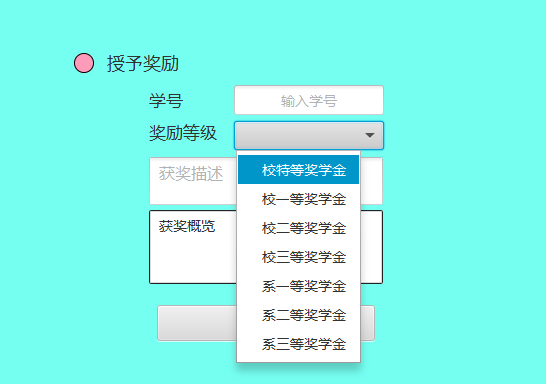 授予奖励
学号
输入学号
奖励等级
获奖描述
获奖概览
校特等奖学金
校一等奖学金
校二等奖学金
校三等奖学金
系一等奖学金
系二等奖学金
系三等奖学金